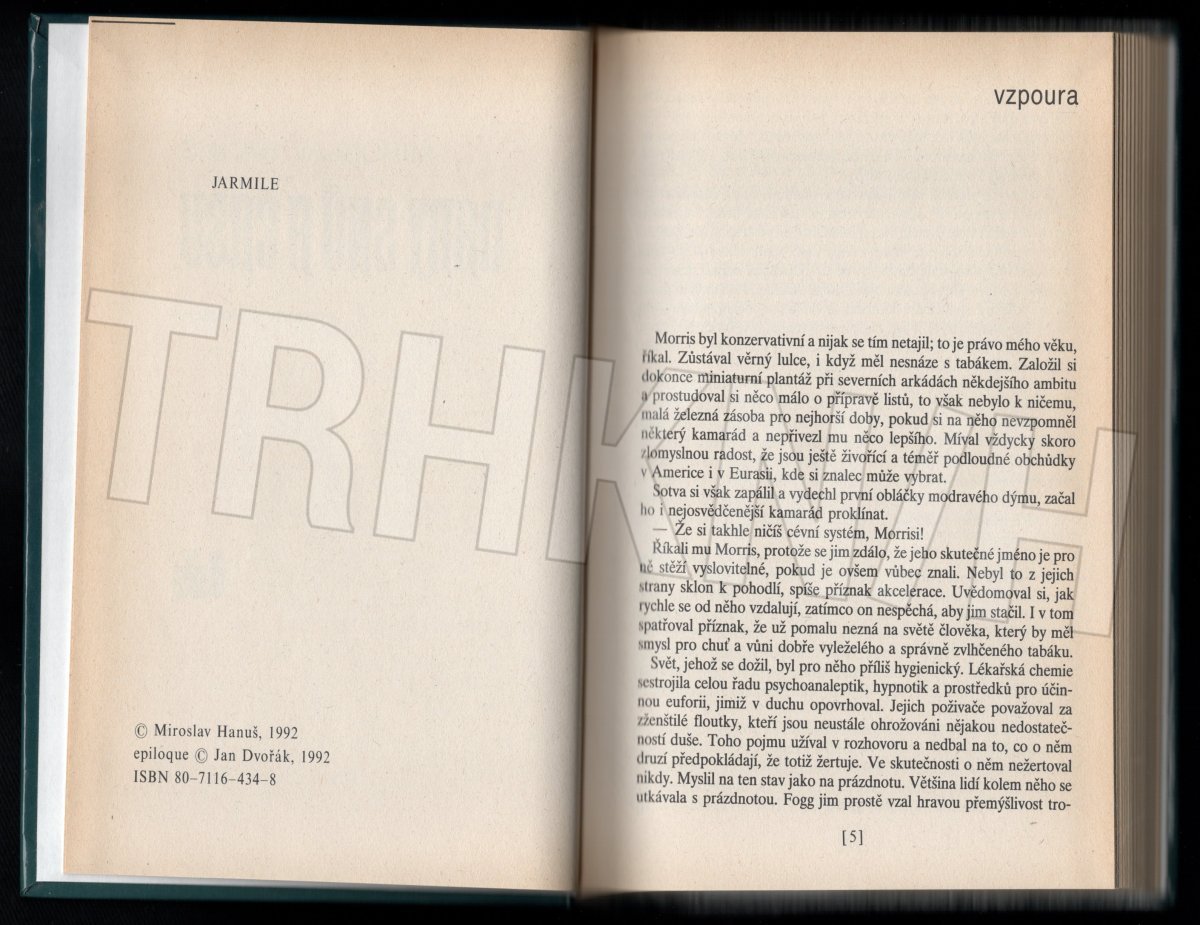 JARMILE
© Miroslav Hanuš, 1992
epiloque © Jan Dvořák, 1992
ISBN 80–7116–434–8
vzpoura
Morris byl konzervativní a nijak se tím netajil; to je právo mého věku,
říkal. Zůstával věrný lulce, i když měl nesnáze s tabákem. Založil si
dokonce miniaturní plantáž při severních arkádách někdejšího ambitu
a prostudoval si něco málo o přípravě listů, to však nebylo k ničemu,
malá železná zásoba pro nejhorší doby, pokud si na něho nevzpomněl
některý kamarád a nepřivezl mu něco lepšího. Míval vždycky skoro
zlomyslnou radost, že jsou ještě živořící a téměř podloudné obchůdky
v Americe i v Eurasii, kde si znalec může vybrat.
Sotva si však zapálil a vydechl první obláčky modravého dýmu, začal
ho i nejosvědčenější kamarád proklínat.
— Že si takhle ničíš cévní systém, Morrisi!
Říkali mu Morris, protože se jim zdálo, že jeho skutečné jméno je pro
ně stěží vyslovitelné, pokud je ovšem vůbec znali. Nebyl to z jejich
strany sklon k pohodlí, spíše příznak akcelerace. Uvědomoval si, jak
rychle se od něho vzdalují, zatímco on nespěchá, aby jim stačil. I v tom
spatřoval příznak, že už pomalu nezná na světě člověka, který by měl
smysl pro chuť a vůni dobře vyleželého a správně zvlhčeného tabáku.
Svět, jehož se dožil, byl pro něho příliš hygienický. Lékařská chemie
sestrojila celou řadu psychoanaleptik, hypnotik a prostředků pro účin-
nou euforii, jimiž v duchu opovrhoval. Jejich poživače považoval za
zženštilé floutky, kteří jsou neustále ohrožováni nějakou nedostateč-
ností duše. Toho pojmu užíval v rozhovoru a nedbal na to, co o něm
druzí předpokládají, že totiž žertuje. Ve skutečnosti o něm nežertoval
nikdy. Myslil na ten stav jako na prázdnotu. Většina lidí kolem něho se
utkávala s prázdnotou. Fogg jim prostě vzal hravou přemýšlivost tro-
[5]
TRHKNIH